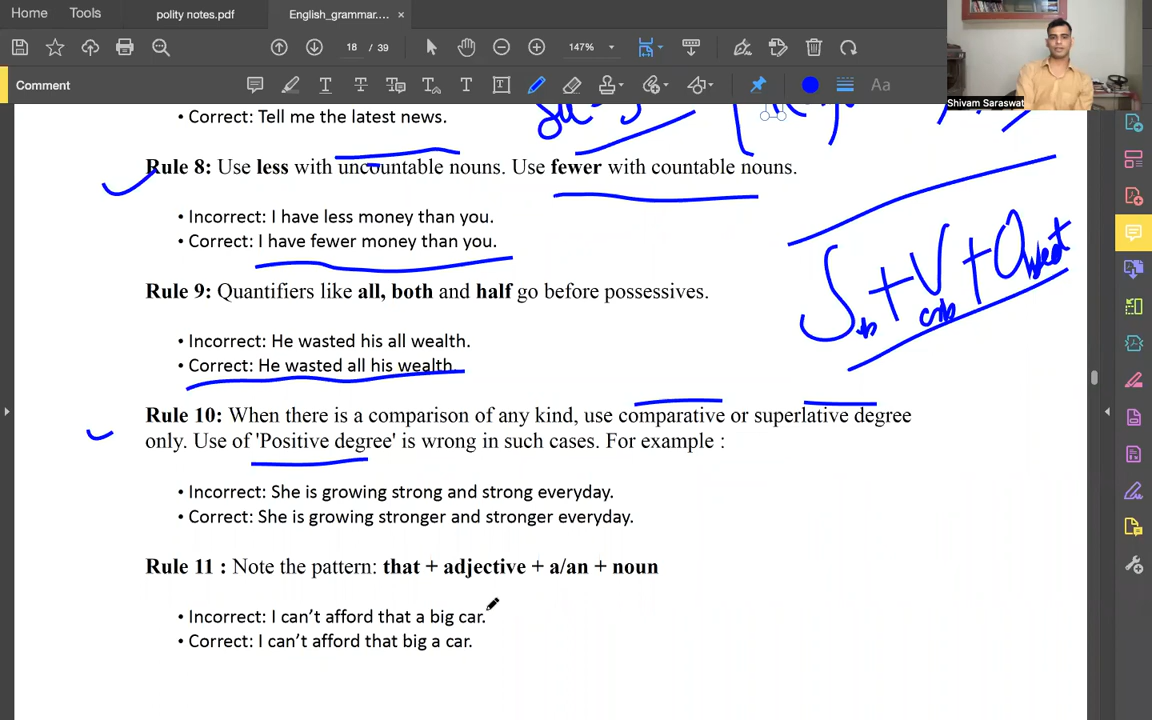 Home Tools polity notes.pdf English_grammar.... ×
18 / 39 147%
Comment Aa
Shivam Saraswat
• Correct: Tell me the latest news.
Rule 8: Use less with uncountable nouns. Use fewer with countable nouns.
• Incorrect: I have less money than you.
• Correct: I have fewer money than you.
Rule 9: Quantifiers like all, both and half go before possessives.
• Incorrect: He wasted his all wealth.
• Correct: He wasted all his wealth.
Rule 10: When there is a comparison of any kind, use comparative or superlative degree
only. Use of 'Positive degree' is wrong in such cases. For example :
• Incorrect: She is growing strong and strong everyday.
• Correct: She is growing stronger and stronger everyday.
Rule 11 : Note the pattern: that + adjective + a/an + noun
• Incorrect: I can’t afford that a big car.
• Correct: I can’t afford that big a car.